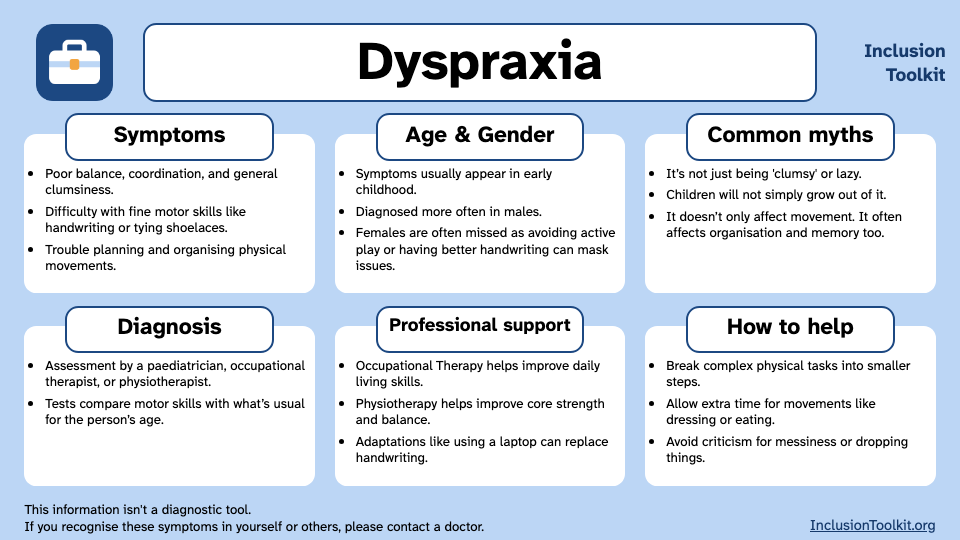 Dyspraxia
Inclusion
Toolkit
Symptoms
• Poor balance, coordination, and general
clumsiness.
• Difficulty with fine motor skills like
handwriting or tying shoelaces.
• Trouble planning and organising physical
movements.
Age & Gender
• Symptoms usually appear in early
childhood.
• Diagnosed more often in males.
• Females are often missed as avoiding active
play or having better handwriting can mask
issues.
Common myths
• It's not just being 'clumsy' or lazy.
• Children will not simply grow out of it.
• It doesn't only affect movement. It often
affects organisation and memory too.
Diagnosis
• Assessment by a paediatrician, occupational
therapist, or physiotherapist.
• Tests compare motor skills with what's usual
for the person's age.
Professional support
• Occupational Therapy helps improve daily
living skills.
• Physiotherapy helps improve core strength
and balance.
• Adaptations like using a laptop can replace
handwriting.
How to help
• Break complex physical tasks into smaller
steps.
• Allow extra time for movements like
dressing or eating.
• Avoid criticism for messiness or dropping
things.
This information isn't a diagnostic tool.
If you recognise these symptoms in yourself or others, please contact a doctor.
InclusionToolkit.org